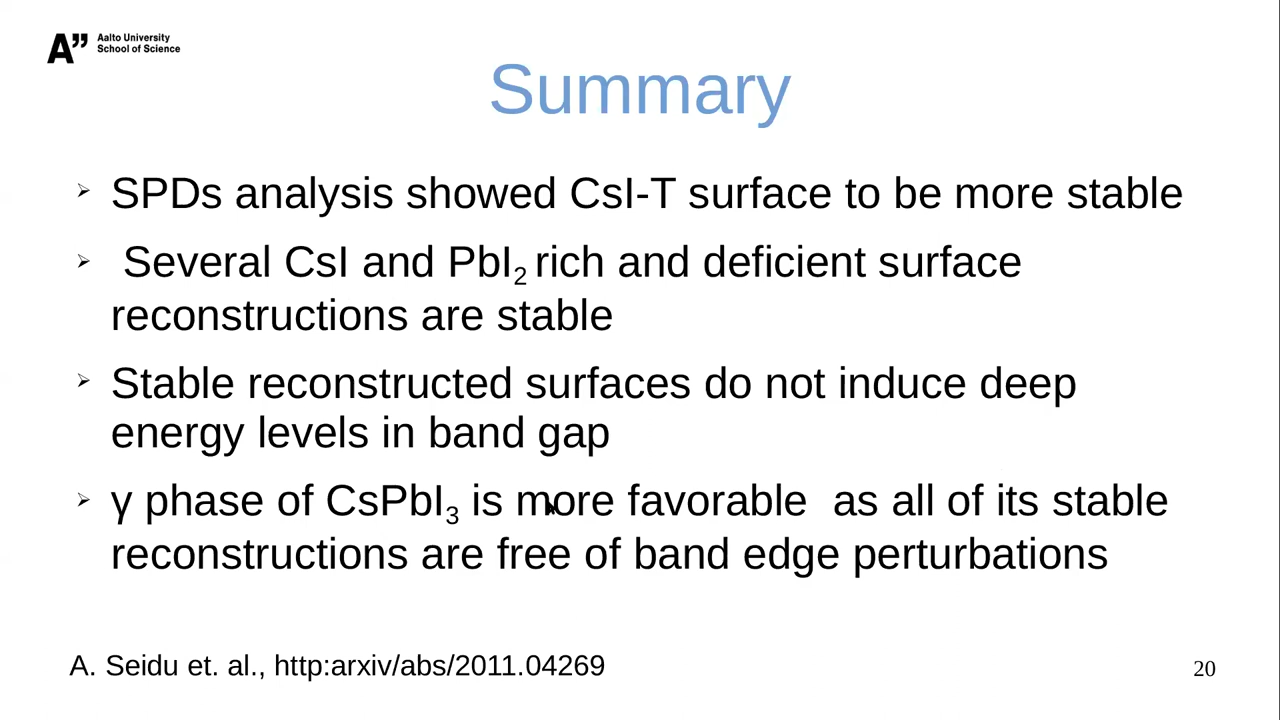 A”
Aalto University
School of Science
Summary
➢ SPDs analysis showed CsI-T surface to be more stable
➢ Several CsI and PbI₂ rich and deficient surface
reconstructions are stable
➢ Stable reconstructed surfaces do not induce deep
energy levels in band gap
➢ γ phase of CsPbI₃ is more favorable  as all of its stable
reconstructions are free of band edge perturbations
A. Seidu et. al., http:arxiv/abs/2011.04269
20